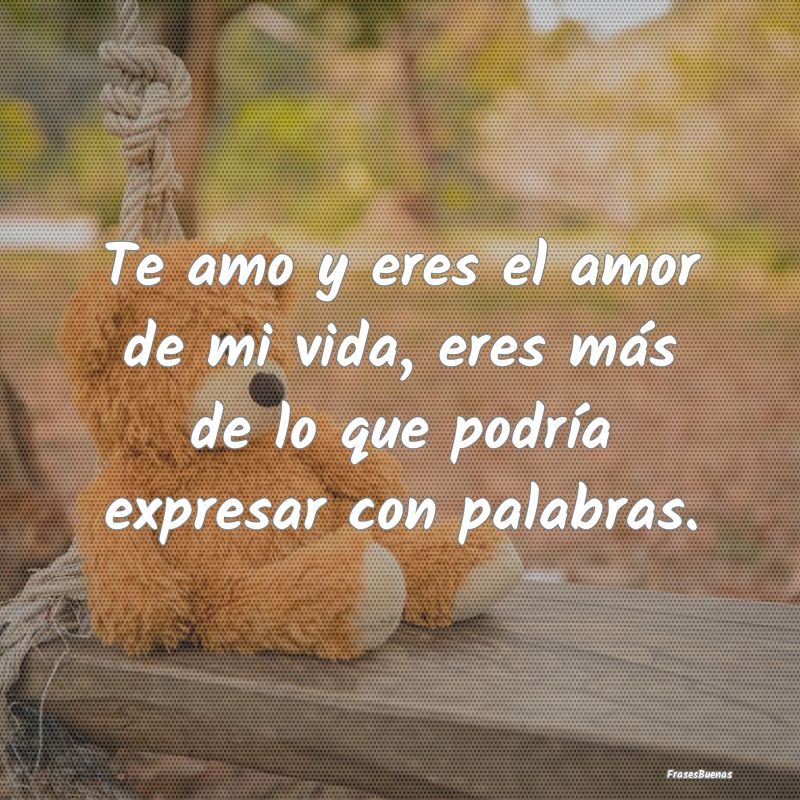 Te amo y eres el amor
de mi vida, eres más
de lo que podría
expresar con palabras.
FrasesBuenas